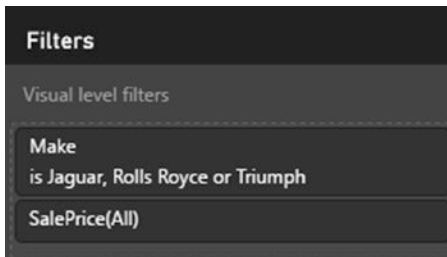 Filters
Visual level filters
Make
is Jaguar, Rolls Royce or Triumph
SalePrice(All)